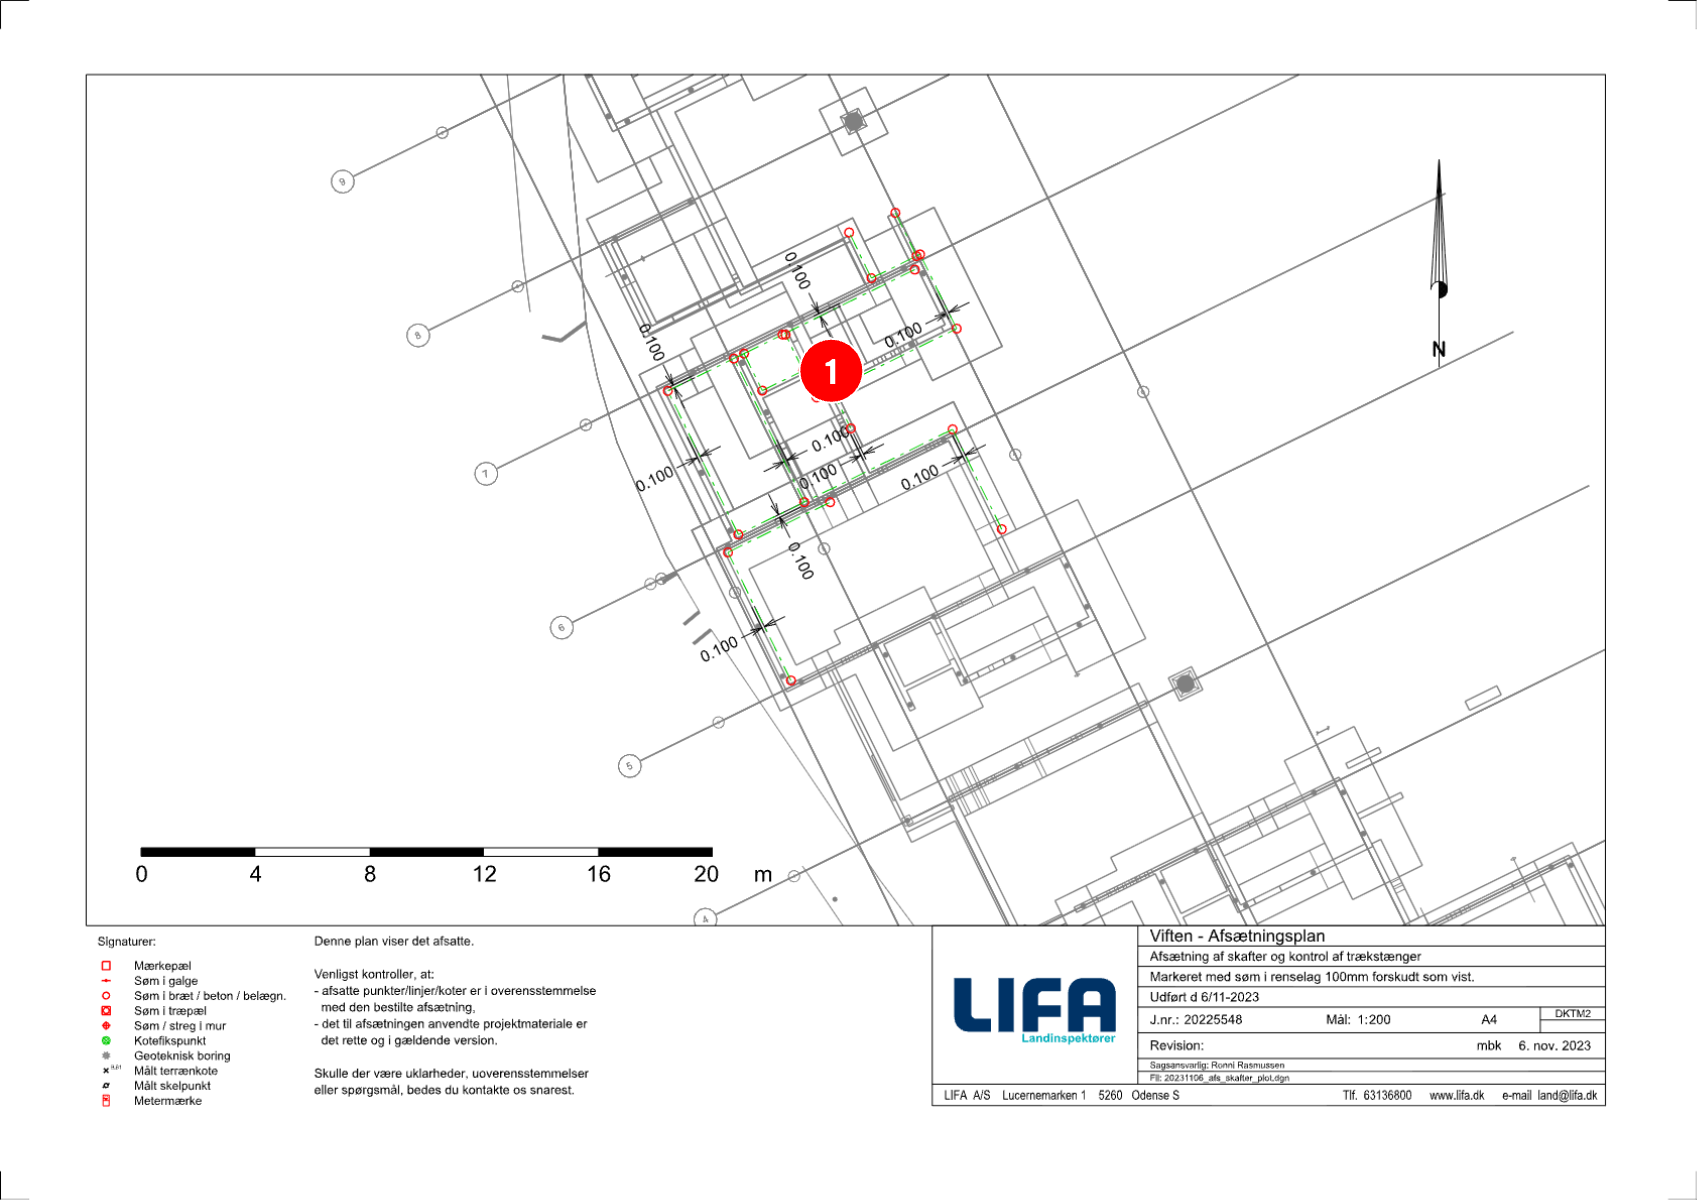 9
8
7
6
5
4
0.100
0.100
0.100
0.100
0.100
0.100
0.100
0.100
0.100
1
N
0 4 8 12 16 20 m
Signaturer:
Mærkepæl
Søm i galge
Søm i bræt / beton / belægn.
Søm i træpæl
Søm / streg i mur
Kotefikspunkt
Geoteknisk boring
Målt terrænkote
Målt skelpunkt
Metermærke
Denne plan viser det afsatte.
Venligst kontroller, at:
- afsatte punkter/linjer/koter er i overensstemmelse
med den bestilte afsætning,
- det til afsætningen anvendte projektmateriale er
det rette og i gældende version.
Skulle der være uklarheder, uoverensstemmelser
eller spørgsmål, bedes du kontakte os snarest.
LIFA
Landinspektører
Viften - Afsætningsplan
Afsætning af skafter og kontrol af trækstænger
Markeret med søm i renselag 100mm forskudt som vist.
Udført d 6/11-2023
J.nr.: 20225548 Mål: 1:200 A4 DKTM2
Revision: mbk 6. nov. 2023
Sagsansvarlig: Ronni Rasmussen
Fil: 20231106_afs_skafter_plot.dgn
LIFA A/S Lucernemarken 1 5260 Odense S Tlf. 63136800 www.lifa.dk e-mail land@lifa.dk